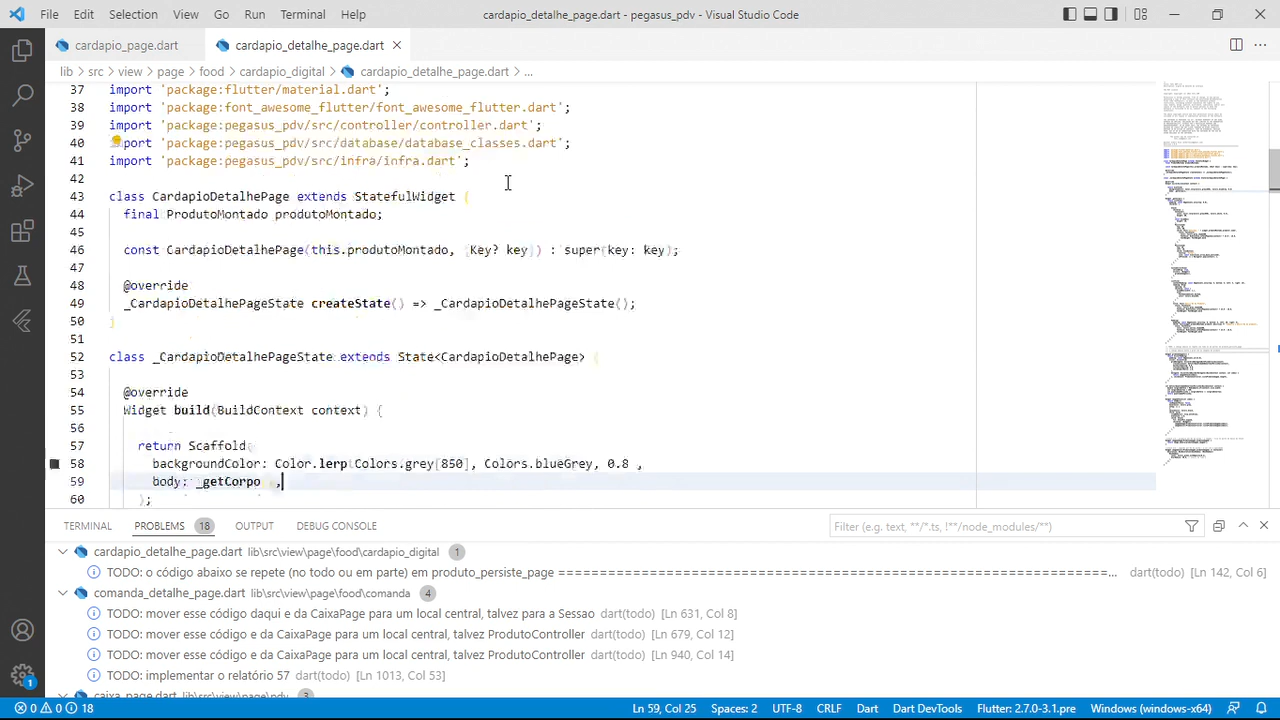 File Edit Selection View Go Run Terminal Help cardapio_detalhe_page.dart - pegasus_pdv - Visual Studio Code
cardapio_page.dart cardapio_detalhe_page.dart
lib > src > view > page > food > cardapio_digital > cardapio_detalhe_page.dart > ...
37 import 'package:flutter/material.dart';
38 import 'package:font_awesome_flutter/font_awesome_flutter.dart'
39 import 'package:pegasus_pdv/src/controller/controller.dart';
40 import 'package:pegasus_pdv/src/database/database_classes.dart';
41 import 'package:pegasus_pdv/src/infra/infra.dart';
43 class CardapioDetalhePage extends StatefulWidget
44 final ProdutoMontado produtoMontado;
45
46 const CardapioDetalhePage(this.produtoMontado, {Key key}) : super(key: key);
47
48 @override
49 _CardapioDetalhePageState createState() => _CardapioDetalhePageState();
}
51
52 class _CardapioDetalhePageState extends State<CardapioDetalhePage> {
54 @override
55 Widget build(BuildContext context)
56
57 return Scaffold
58 backgroundColor: Color.lerp(Colors.grey[850], Colors.blueGrey, 0.8 ,
59 body: _getCorpo ,
60 );
TERMINAL PROBLEMS 18 OUTPUT DEBUG CONSOLE Filter (e.g. text, **/*.ts, !**/node_modules/**)
cardapio_detalhe_page.dart lib\src\view\page\food\cardapio_digital 1
TODO: o código abaixo se repete (no todo ou em parte) em produto_persiste_page ==================================================================... dart(todo) [Ln 142, Col 6]
comanda_detalhe_page.dart lib\src\view\page\food\comanda 4
TODO: mover esse código daqui e da CaixaPage para um local central, talvez para a Sessao dart(todo) [Ln 631, Col 8]
TODO: mover esse código e da CaixaPage para um local central, talvez ProdutoController dart(todo) [Ln 679, Col 12]
TODO: mover esse código e da CaixaPage para um local central, talvez ProdutoController dart(todo) [Ln 940, Col 14]
TODO: implementar o relatório 57 dart(todo) [Ln 1013, Col 53]
caixa_page.dart lib\src\view\page\pdv 3
1
0 0 18 Ln 59, Col 25 Spaces: 2 UTF-8 CRLF Dart Dart DevTools Flutter: 2.7.0-3.1.pre Windows (windows-x64)